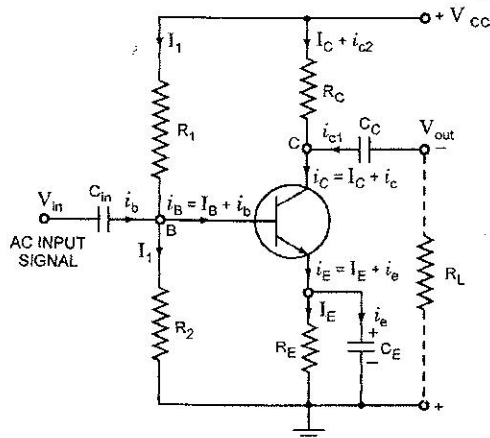 + V CC
I1
IC + ic2
R1
RC
C
ic1
CC
Vout
−
iC = IC + ic
Vin
Cin
ib
iB = IB + ib
B
AC INPUT
SIGNAL
I1
iE = IE + ie
IE
ie
R2
RE
+
−
CE
RL
+